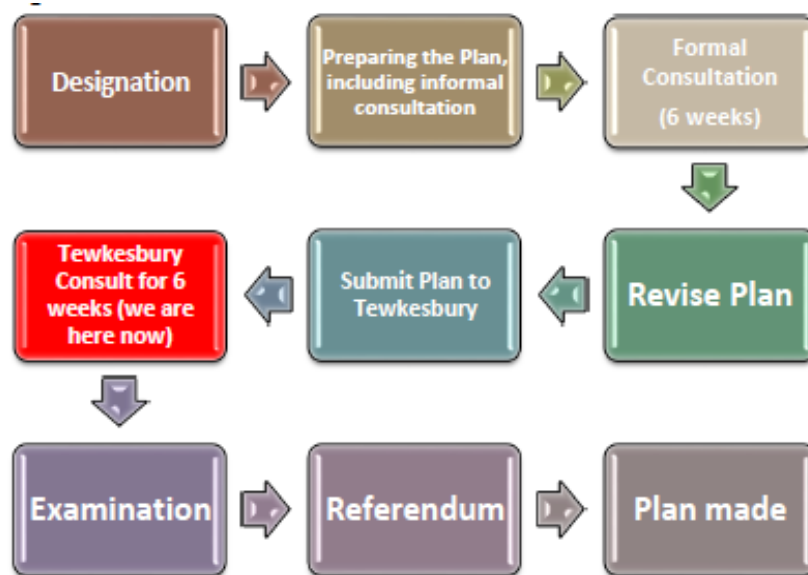 Designation
Preparing the Plan,
including informal
consultation
Formal
Consultation
(6 weeks)
Revise Plan
Submit Plan to
Tewkesbury
Tewkesbury
Consult for 6
weeks (we are
here now)
Examination
Referendum
Plan made